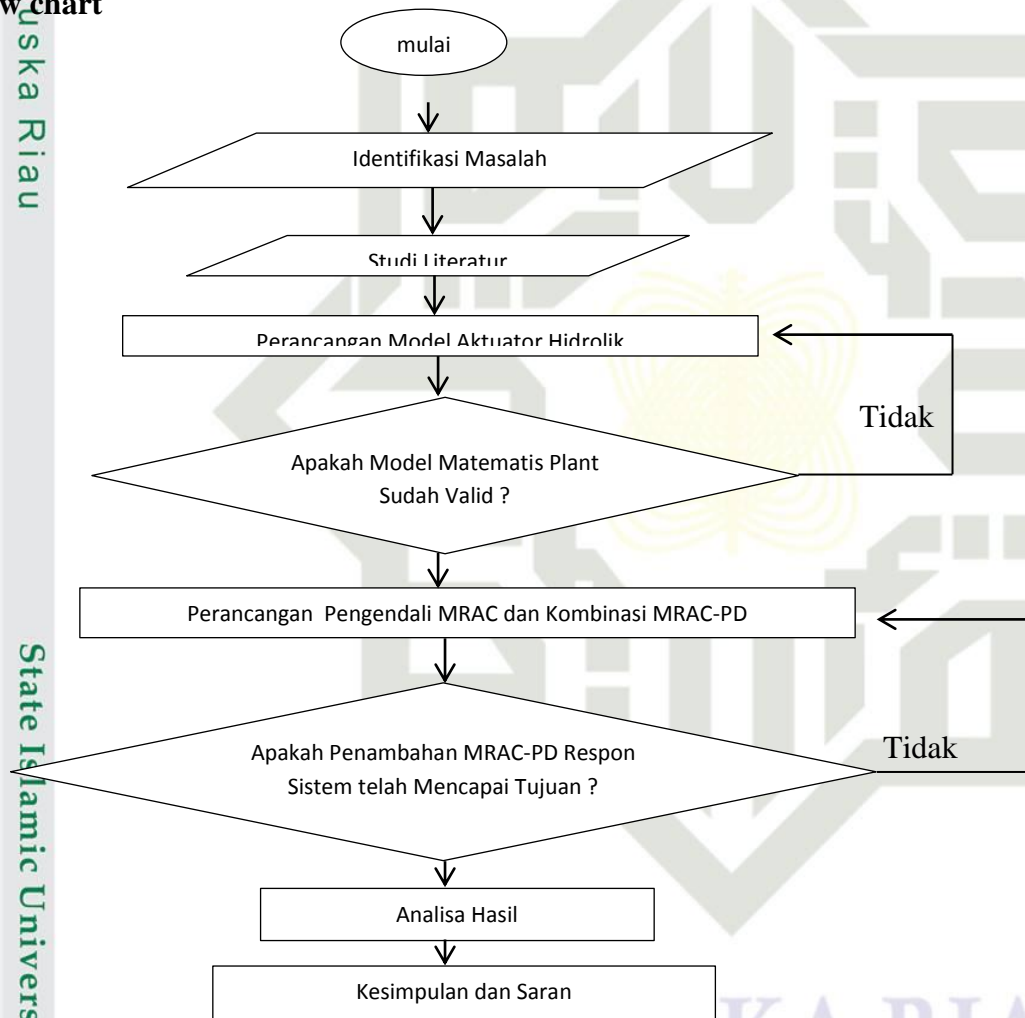 w chart
uska Riau
mulai
Identifikasi Masalah
Studi Literatur
Perancangan Model Aktuator Hidrolik
Tidak
Apakah Model Matematis Plant
Sudah Valid ?
Perancangan Pengendali MRAC dan Kombinasi MRAC-PD
Tidak
Apakah Penambahan MRAC-PD Respon
Sistem telah Mencapai Tujuan ?
State Islamic Univers
Analisa Hasil
Kesimpulan dan Saran
KARIA